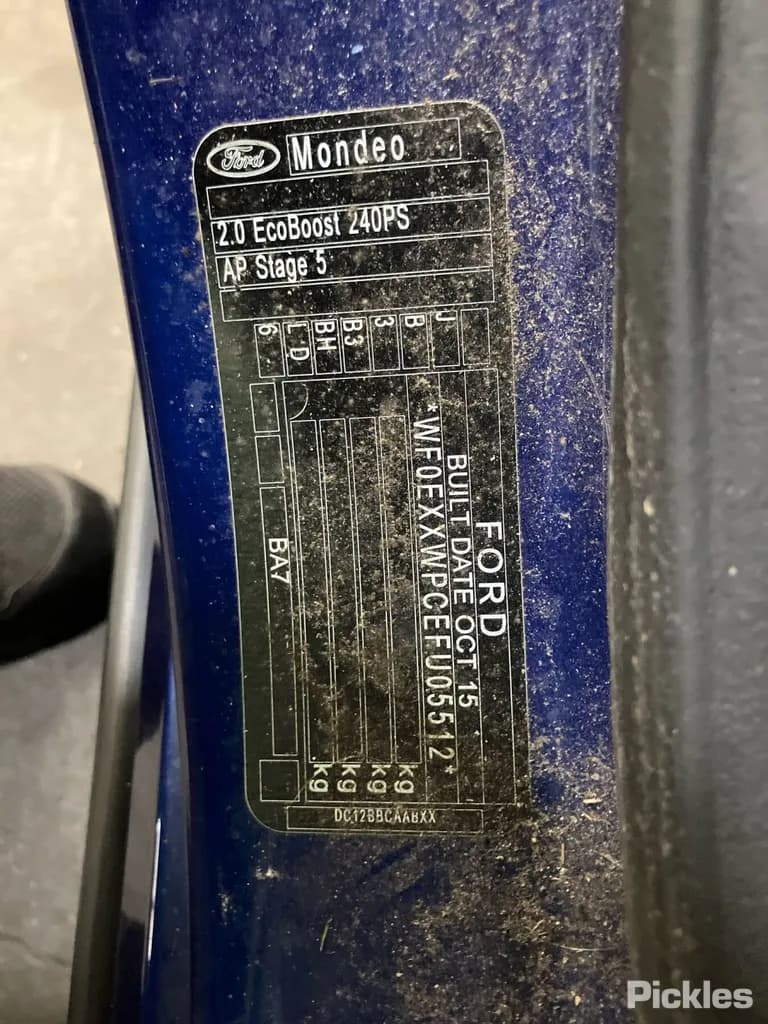 Ford Mondeo
2.0 EcoBoost 240PS
AP Stage 5
J
B
3
B3
BH
6
FORD
BUILT DATE OCT 15
*WF0EXXWPCEFU05512*
kg
kg
kg
kg
BA7
DC12BBCAABXX
Pickles